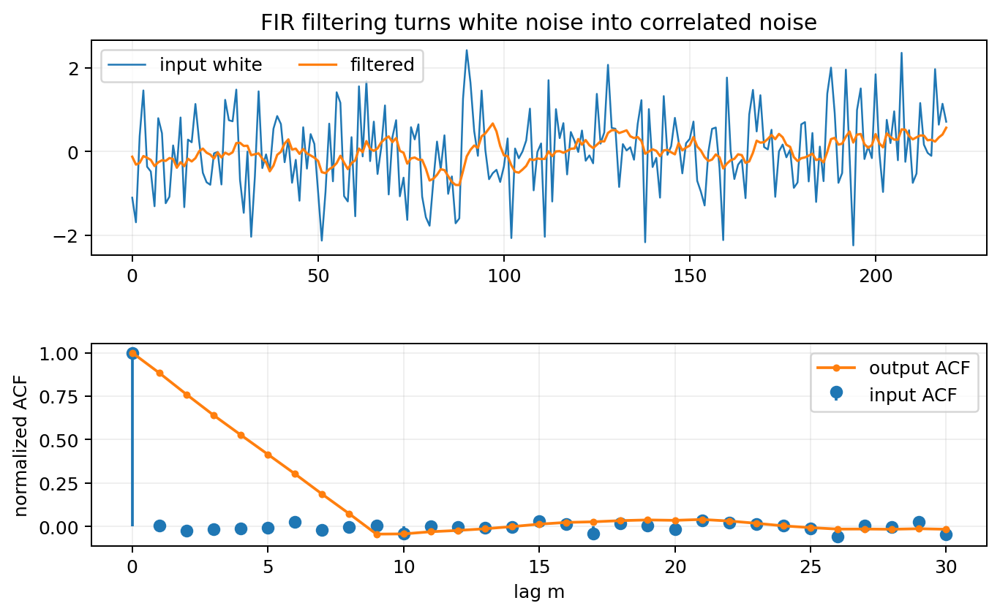 FIR filtering turns white noise into correlated noise
input white filtered
2
0
−2
0 50 100 150 200
output ACF
input ACF
normalized ACF
1.00
0.75
0.50
0.25
0.00
0 5 10 15 20 25 30
lag m